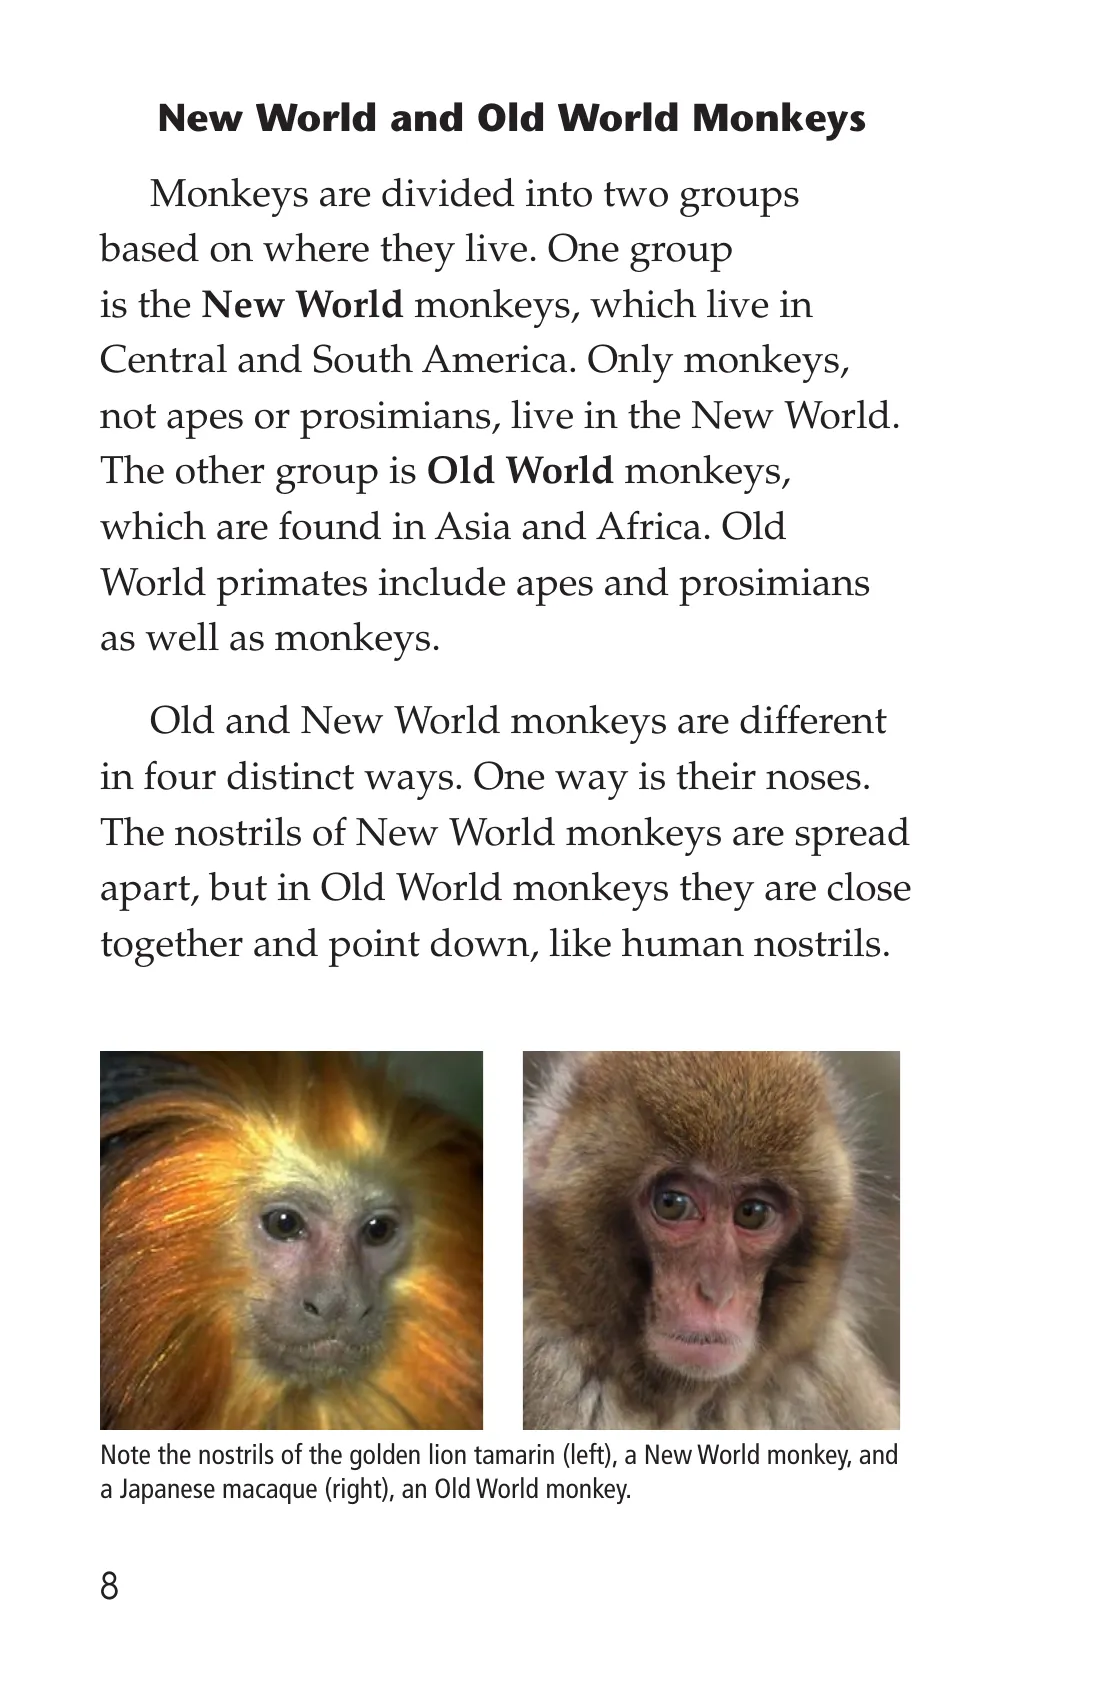 New World and Old World Monkeys
Monkeys are divided into two groups
based on where they live. One group
is the New World monkeys, which live in
Central and South America. Only monkeys,
not apes or prosimians, live in the New World.
The other group is Old World monkeys,
which are found in Asia and Africa. Old
World primates include apes and prosimians
as well as monkeys.
Old and New World monkeys are different
in four distinct ways. One way is their noses.
The nostrils of New World monkeys are spread
apart, but in Old World monkeys they are close
together and point down, like human nostrils.
Note the nostrils of the golden lion tamarin (left), a New World monkey, and
a Japanese macaque (right), an Old World monkey.
8